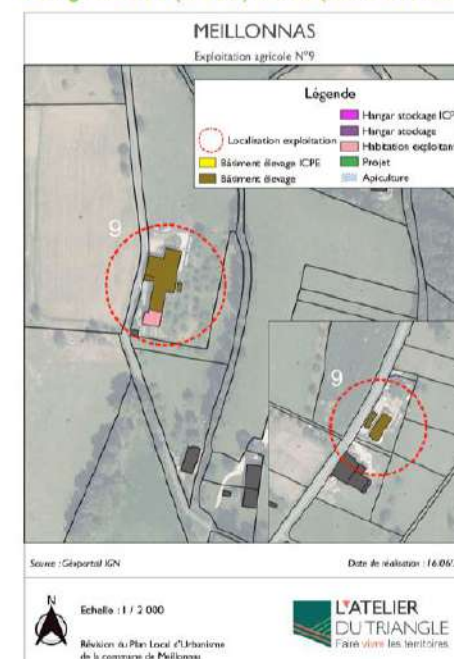 MEILLONNAS
Exploitation agricole N°9
Légende
Localisation exploitation
Bâtiment élevage ICPE
Bâtiment élevage
Hangar stockage ICP
Hangar stockage
Habitation exploitan
Projet
Apiculture
9
9
Source : Géoportail IGN
Date de réalisation : 16/06/
N
Echelle : 1 / 2 000
Révision du Plan Local d'Urbanisme
de la commune de Meillonnas
L'ATELIER
DU TRIANGLE
Faire vivre les territoires